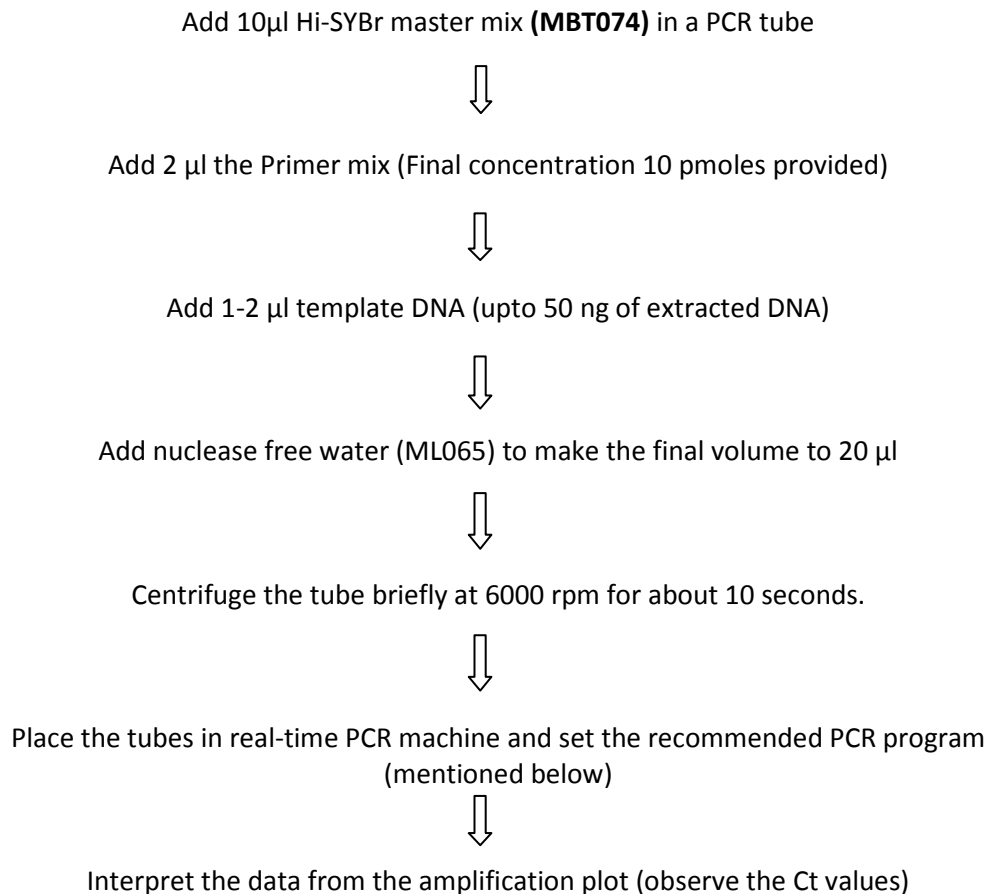 Add 10µl Hi-SYBr master mix (MBT074) in a PCR tube
Add 2 µl the Primer mix (Final concentration 10 pmoles provided)
Add 1-2 µl template DNA (upto 50 ng of extracted DNA)
Add nuclease free water (ML065) to make the final volume to 20 µl
Centrifuge the tube briefly at 6000 rpm for about 10 seconds.
Place the tubes in real-time PCR machine and set the recommended PCR program
(mentioned below)
Interpret the data from the amplification plot (observe the Ct values)